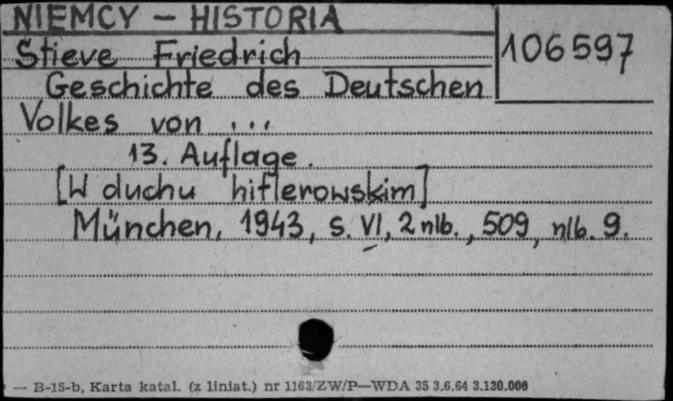 NIEMCY – HISTORIA
106597
Stieve Friedrich
Geschichte des Deutschen
Volkes von ...
13. Auflage.
[W duchu hitlerowskim]
München, 1943, s. VI, 2 nlb., 509, nlb. 9.
— B-15-b, Karta katal. (z liniat.) nr 1163/ZW/P—WDA 35 3.6.64 3.130.000